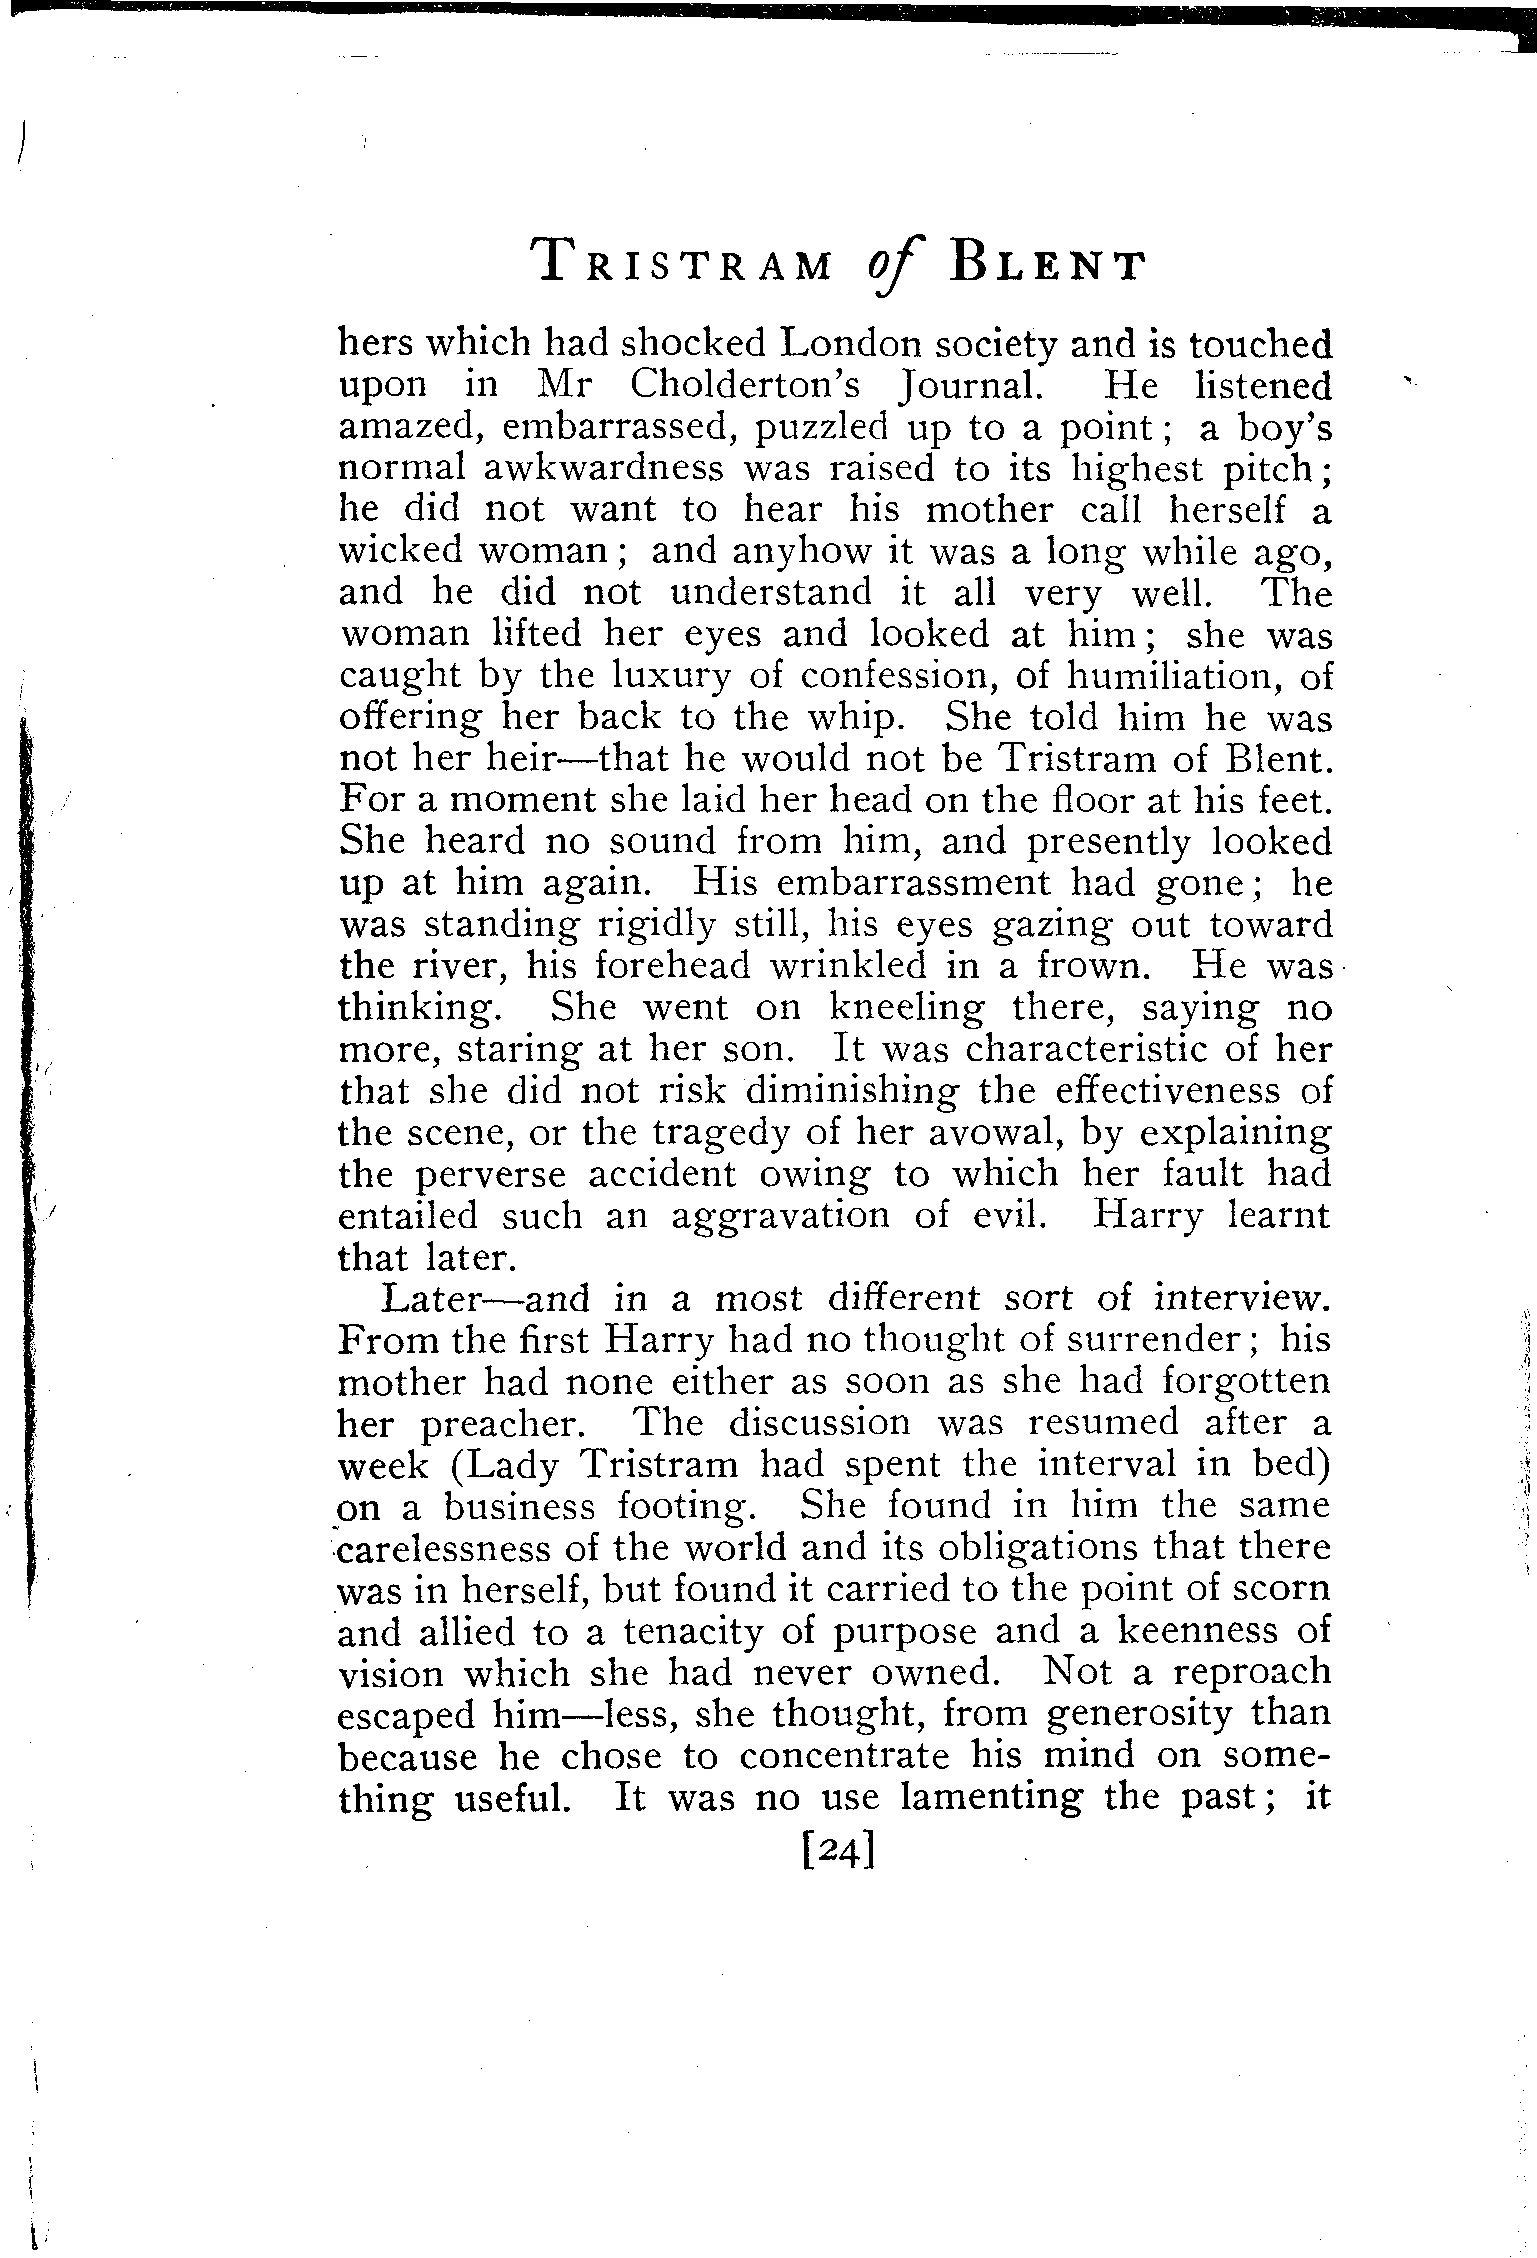 Tristram of Blent
hers which had shocked London society and is touched
upon in Mr Cholderton's Journal. He listened
amazed, embarrassed, puzzled up to a point; a boy's
normal awkwardness was raised to its highest pitch;
he did not want to hear his mother call herself a
wicked woman; and anyhow it was a long while ago,
and he did not understand it all very well. The
woman lifted her eyes and looked at him; she was
caught by the luxury of confession, of humiliation, of
offering her back to the whip. She told him he was
not her heir—that he would not be Tristram of Blent.
For a moment she laid her head on the floor at his feet.
She heard no sound from him, and presently looked
up at him again. His embarrassment had gone; he
was standing rigidly still, his eyes gazing out toward
the river, his forehead wrinkled in a frown. He was
thinking. She went on kneeling there, saying no
more, staring at her son. It was characteristic of her
that she did not risk diminishing the effectiveness of
the scene, or the tragedy of her avowal, by explaining
the perverse accident owing to which her fault had
entailed such an aggravation of evil. Harry learnt
that later.
Later—and in a most different sort of interview.
From the first Harry had no thought of surrender; his
mother had none either as soon as she had forgotten
her preacher. The discussion was resumed after a
week (Lady Tristram had spent the interval in bed)
on a business footing. She found in him the same
carelessness of the world and its obligations that there
was in herself, but found it carried to the point of scorn
and allied to a tenacity of purpose and a keenness of
vision which she had never owned. Not a reproach
escaped him—less, she thought, from generosity than
because he chose to concentrate his mind on some-
thing useful. It was no use lamenting the past; it
[24]